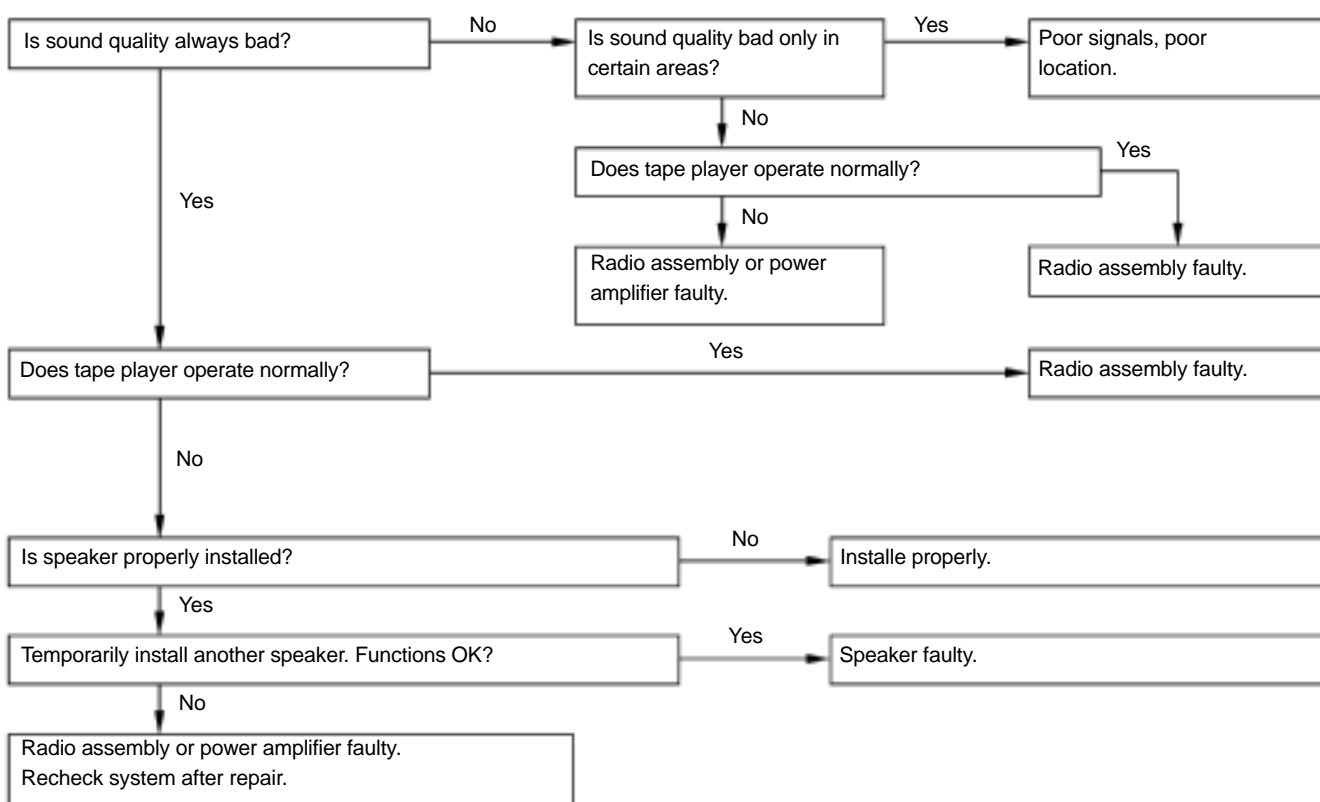 Is sound quality always bad?
No
Is sound quality bad only in
certain areas?
Yes
Poor signals, poor
location.
No
Does tape player operate normally?
Yes
Yes
No
Radio assembly or power
amplifier faulty.
Radio assembly faulty.
Does tape player operate normally?
Yes
Radio assembly faulty.
No
Is speaker properly installed?
No
Installe properly.
Yes
Temporarily install another speaker. Functions OK?
Yes
Speaker faulty.
No
Radio assembly or power amplifier faulty.
Recheck system after repair.